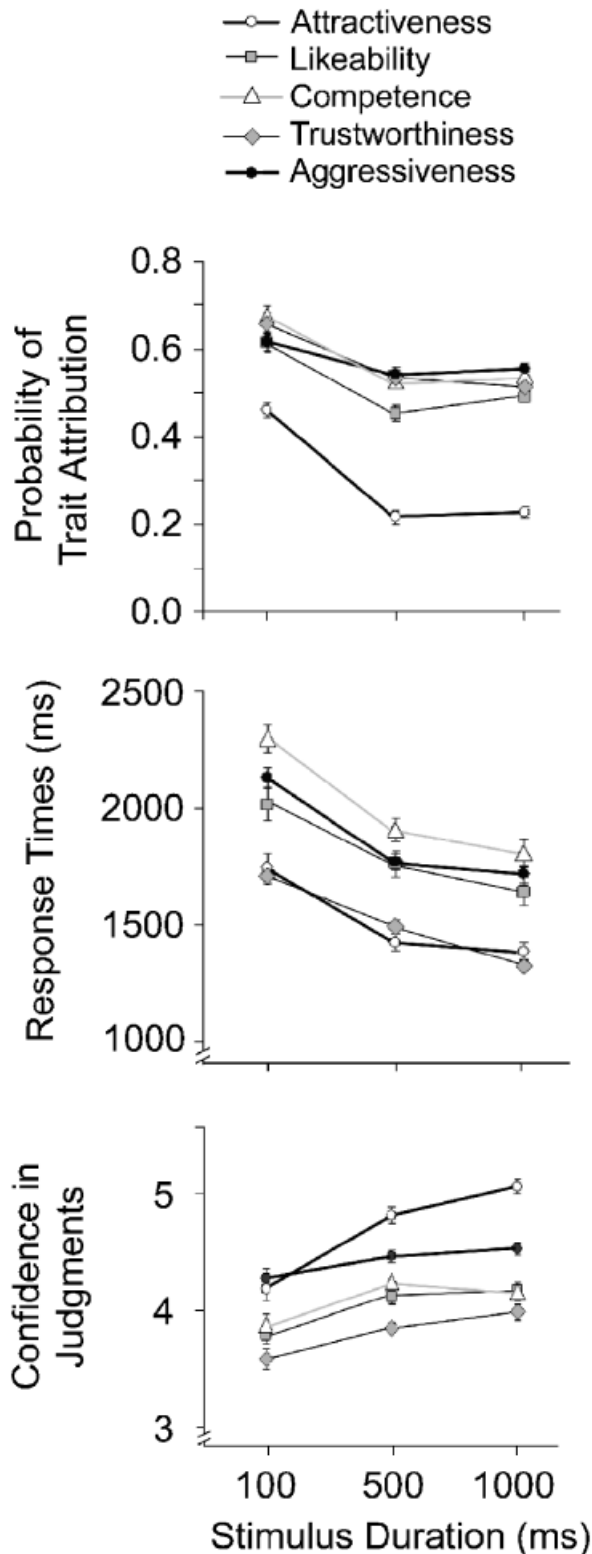 Attractiveness
Likeability
Competence
Trustworthiness
Aggressiveness
Probability of
Trait Attribution
0.8
0.6
0.4
0.2
0.0
Response Times (ms)
2500
2000
1500
1000
Confidence in
Judgments
5
4
3
100 500 1000
Stimulus Duration (ms)